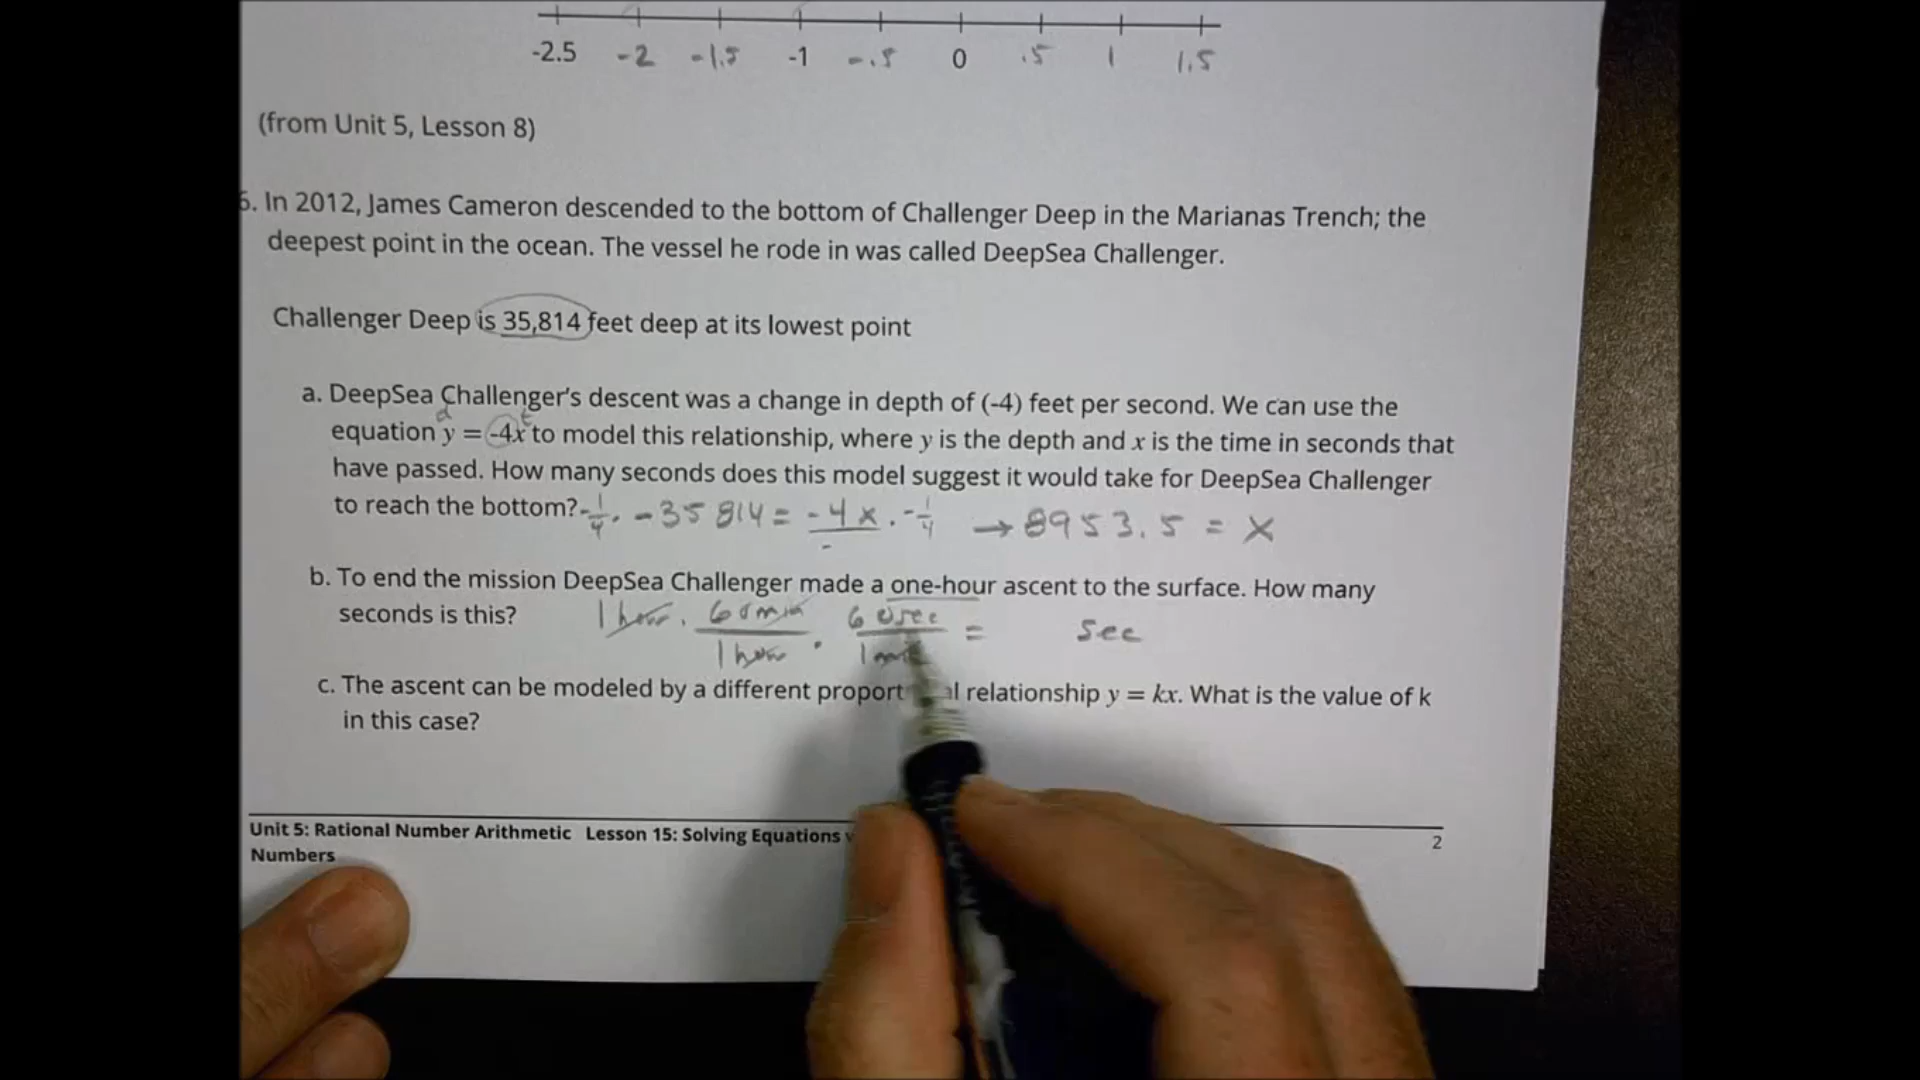 -2.5 -2 -1.5 -1 -.5 0 .5 1 1.5
(from Unit 5, Lesson 8)
6. In 2012, James Cameron descended to the bottom of Challenger Deep in the Marianas Trench; the
deepest point in the ocean. The vessel he rode in was called DeepSea Challenger.
Challenger Deep is 35,814 feet deep at its lowest point
a. DeepSea Challenger's descent was a change in depth of (-4) feet per second. We can use the
d t
equation y = -4x to model this relationship, where y is the depth and x is the time in seconds that
have passed. How many seconds does this model suggest it would take for DeepSea Challenger
to reach the bottom? -1/4 · -35 814 = -4x · -1/4 → 8953.5 = x
b. To end the mission DeepSea Challenger made a one-hour ascent to the surface. How many
seconds is this? 1 hour · 60 min / 1 hour · 60 sec / 1 min = sec
c. The ascent can be modeled by a different relationship y = kx. What is the value of k
in this case?
Unit 5: Rational Number Arithmetic Lesson 15: Solving Equations
Numbers
2